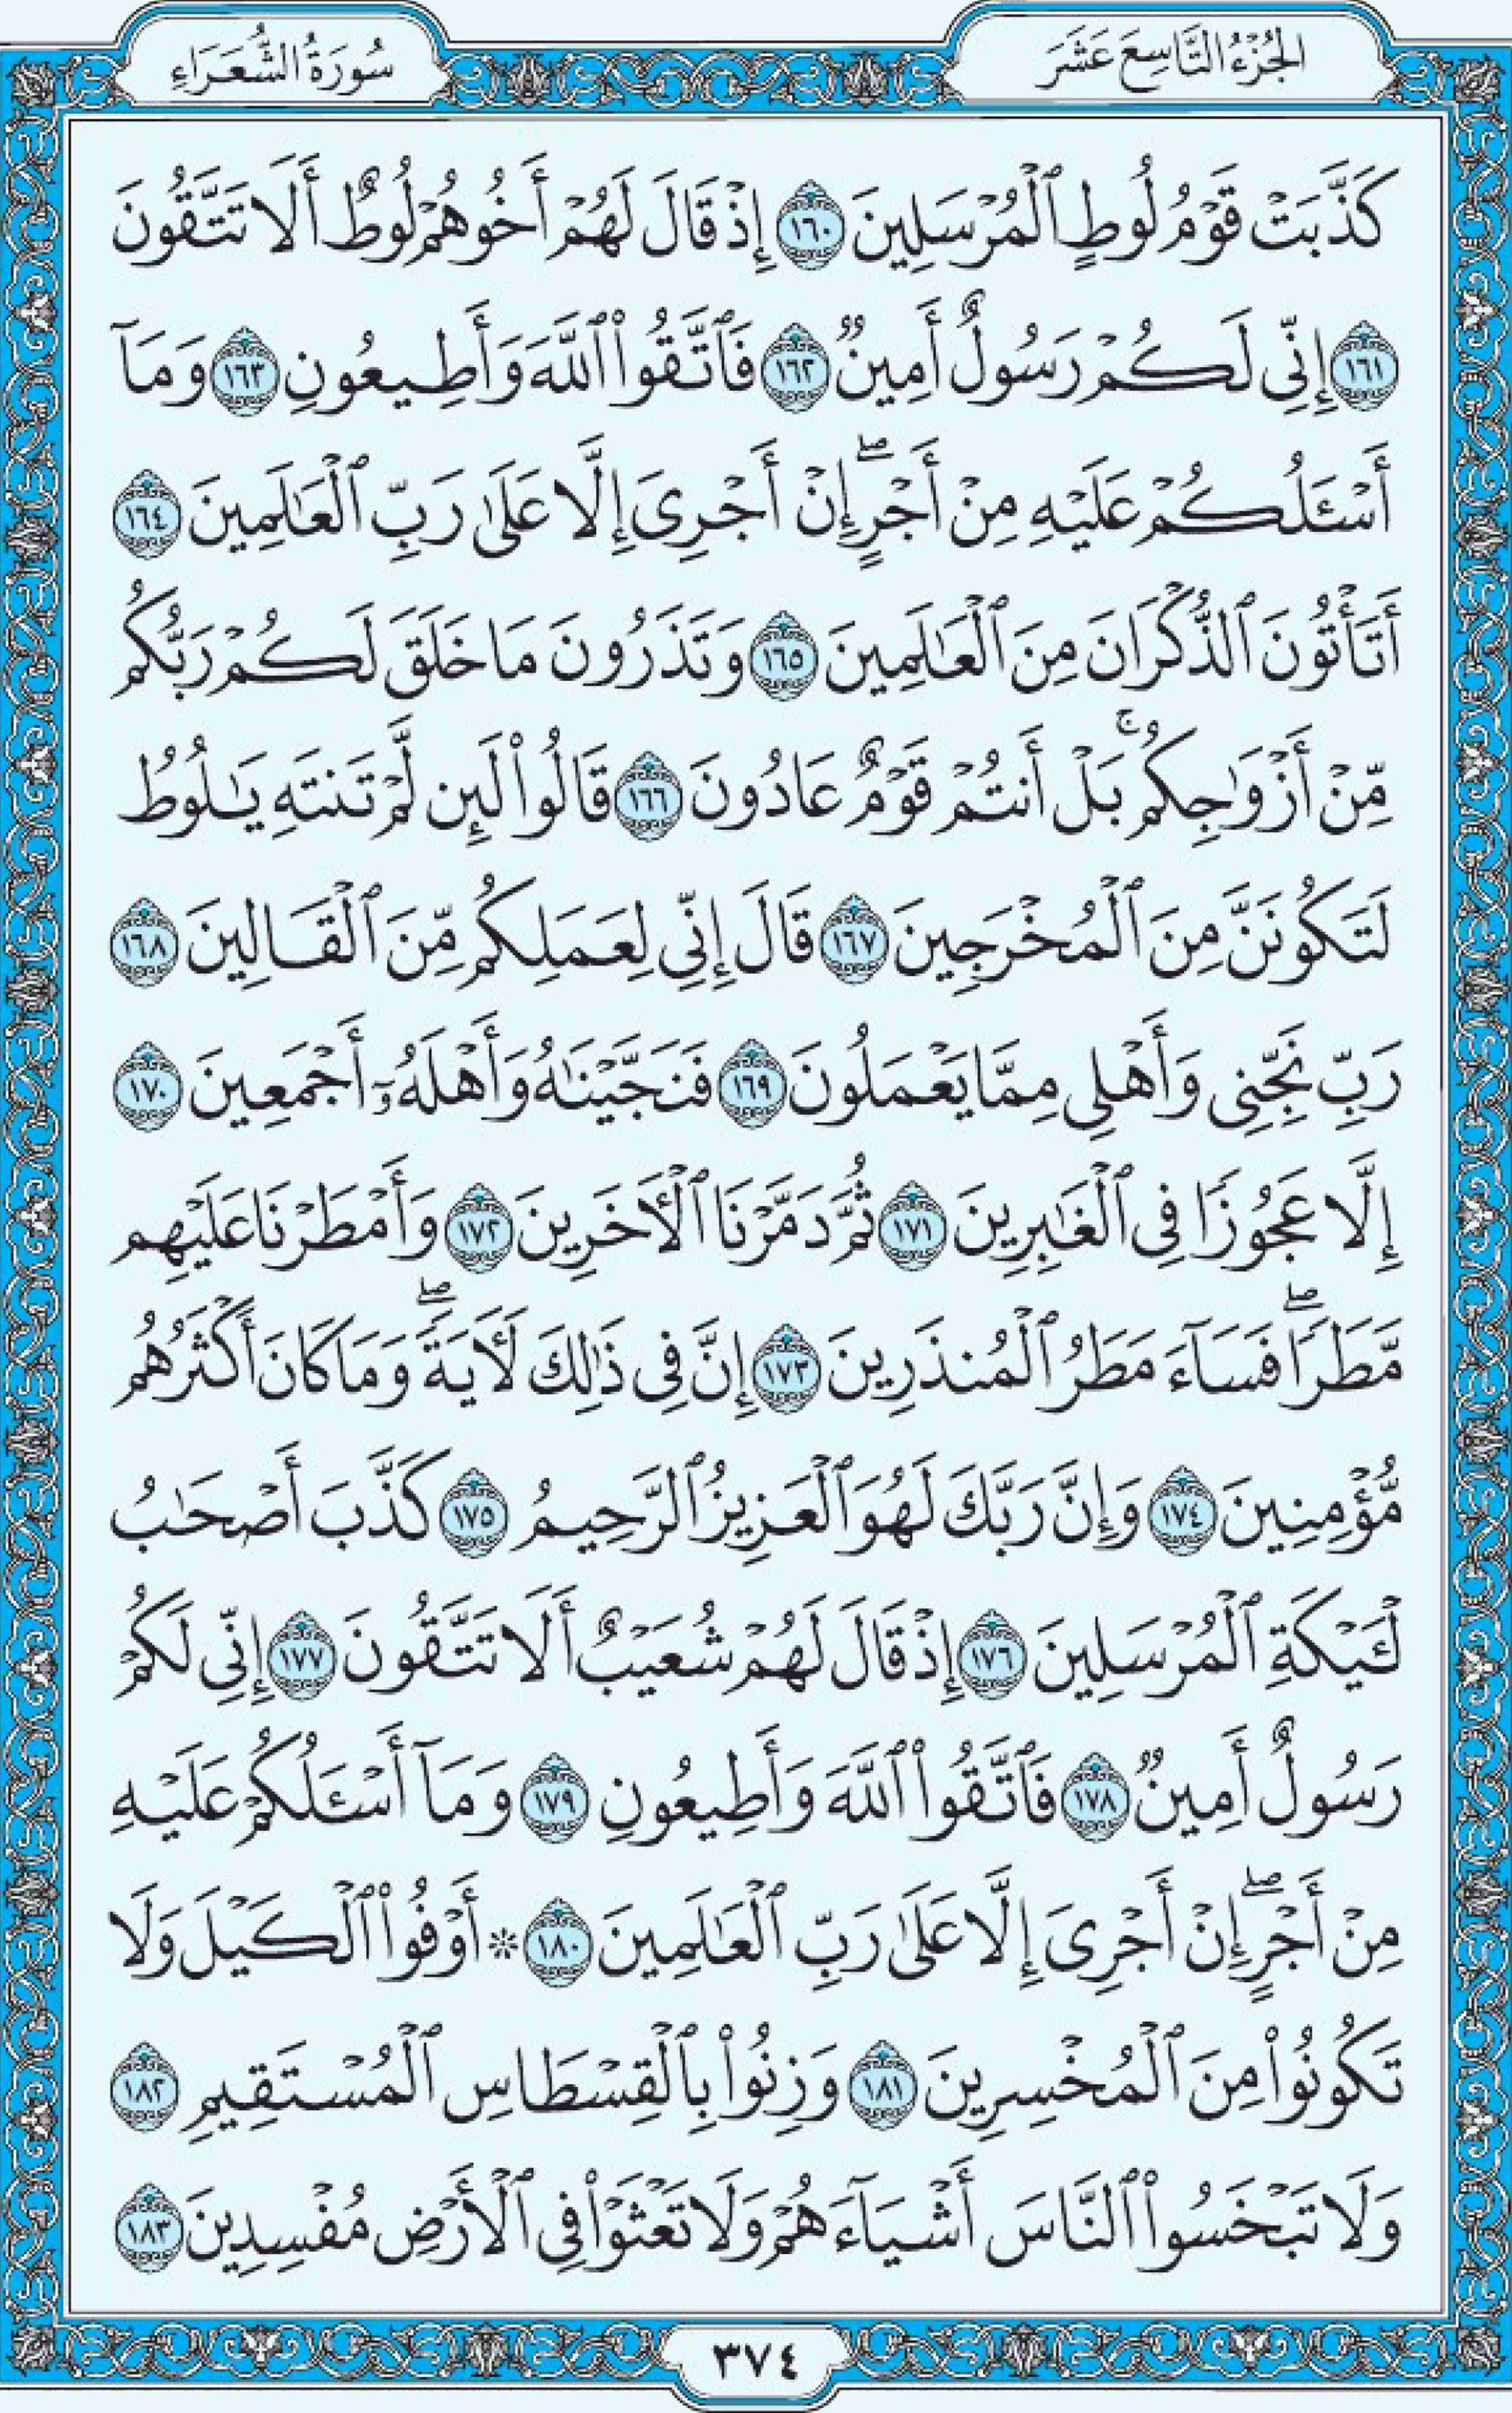 الجُزْءُ التَّاسِعَ عَشَرَ
سُورَةُ الشُّعَرَاءِ
كَذَّبَتْ قَوْمُ لُوطٍ ٱلْمُرْسَلِينَ ١٦٠ إِذْ قَالَ لَهُمْ أَخُوهُمْ لُوطٌ أَلَا تَتَّقُونَ
١٦١ إِنِّى لَكُمْ رَسُولٌ أَمِينٌ ١٦٢ فَٱتَّقُوا۟ ٱللَّهَ وَأَطِيعُونِ ١٦٣ وَمَآ
أَسْـَٔلُكُمْ عَلَيْهِ مِنْ أَجْرٍ ۖ إِنْ أَجْرِىَ إِلَّا عَلَىٰ رَبِّ ٱلْعَـٰلَمِينَ ١٦٤
أَتَأْتُونَ ٱلذُّكْرَانَ مِنَ ٱلْعَـٰلَمِينَ ١٦٥ وَتَذَرُونَ مَا خَلَقَ لَكُمْ رَبُّكُم
مِّنْ أَزْوَٰجِكُم ۚ بَلْ أَنتُمْ قَوْمٌ عَادُونَ ١٦٦ قَالُوا۟ لَئِن لَّمْ تَنتَهِ يَـٰلُوطُ
لَتَكُونَنَّ مِنَ ٱلْمُخْرَجِينَ ١٦٧ قَالَ إِنِّى لِعَمَلِكُم مِّنَ ٱلْقَالِينَ ١٦٨
رَبِّ نَجِّنِى وَأَهْلِى مِمَّا يَعْمَلُونَ ١٦٩ فَنَجَّيْنَـٰهُ وَأَهْلَهُۥٓ أَجْمَعِينَ ١٧٠
إِلَّا عَجُوزًا فِى ٱلْغَـٰبِرِينَ ١٧١ ثُمَّ دَمَّرْنَا ٱلْـَٔاخَرِينَ ١٧٢ وَأَمْطَرْنَا عَلَيْهِم
مَّطَرًا ۖ فَسَآءَ مَطَرُ ٱلْمُنذَرِينَ ١٧٣ إِنَّ فِى ذَٰلِكَ لَـَٔايَةً ۖ وَمَا كَانَ أَكْثَرُهُم
مُّؤْمِنِينَ ١٧٤ وَإِنَّ رَبَّكَ لَهُوَ ٱلْعَزِيزُ ٱلرَّحِيمُ ١٧٥ كَذَّبَ أَصْحَـٰبُ
لْـَٔيْكَةِ ٱلْمُرْسَلِينَ ١٧٦ إِذْ قَالَ لَهُمْ شُعَيْبٌ أَلَا تَتَّقُونَ ١٧٧ إِنِّى لَكُمْ
رَسُولٌ أَمِينٌ ١٧٨ فَٱتَّقُوا۟ ٱللَّهَ وَأَطِيعُونِ ١٧٩ وَمَآ أَسْـَٔلُكُمْ عَلَيْهِ
مِنْ أَجْرٍ ۖ إِنْ أَجْرِىَ إِلَّا عَلَىٰ رَبِّ ٱلْعَـٰلَمِينَ ١٨٠ * أَوْفُوا۟ ٱلْكَيْلَ وَلَا
تَكُونُوا۟ مِنَ ٱلْمُخْسِرِينَ ١٨١ وَزِنُوا۟ بِٱلْقِسْطَاسِ ٱلْمُسْتَقِيمِ ١٨٢
وَلَا تَبْخَسُوا۟ ٱلنَّاسَ أَشْيَآءَهُمْ وَلَا تَعْثَوْا۟ فِى ٱلْأَرْضِ مُفْسِدِينَ ١٨٣
٣٧٤